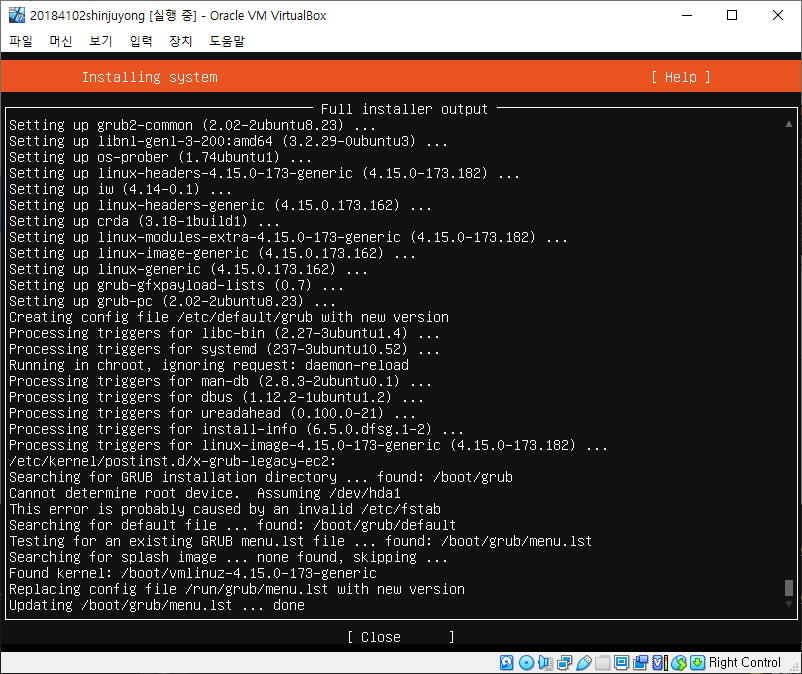 20184102shinjuyong [실행 중] - Oracle VM VirtualBox
파일 머신 보기 입력 장치 도움말
Installing system [ Help ]
Full installer output
Setting up grub2-common (2.02-2ubuntu8.23) ...
Setting up libnl-genl-3-200:amd64 (3.2.29-0ubuntu3) ...
Setting up os-prober (1.74ubuntu1) ...
Setting up linux-headers-4.15.0-173-generic (4.15.0-173.182) ...
Setting up iw (4.14-0.1) ...
Setting up linux-headers-generic (4.15.0.173.162) ...
Setting up crda (3.18-1build1) ...
Setting up linux-modules-extra-4.15.0-173-generic (4.15.0-173.182) ...
Setting up linux-image-generic (4.15.0.173.162) ...
Setting up linux-generic (4.15.0.173.162) ...
Setting up grub-gfxpayload-lists (0.7) ...
Setting up grub-pc (2.02-2ubuntu8.23) ...
Creating config file /etc/default/grub with new version
Processing triggers for libc-bin (2.27-3ubuntu1.4) ...
Processing triggers for systemd (237-3ubuntu10.52) ...
Running in chroot, ignoring request: daemon-reload
Processing triggers for man-db (2.8.3-2ubuntu0.1) ...
Processing triggers for dbus (1.12.2-1ubuntu1.2) ...
Processing triggers for ureadahead (0.100.0-21) ...
Processing triggers for install-info (6.5.0.dfsg.1-2) ...
Processing triggers for linux-image-4.15.0-173-generic (4.15.0-173.182) ...
/etc/kernel/postinst.d/x-grub-legacy-ec2:
Searching for GRUB installation directory ... found: /boot/grub
Cannot determine root device.  Assuming /dev/hda1
This error is probably caused by an invalid /etc/fstab
Searching for default file ... found: /boot/grub/default
Testing for an existing GRUB menu.lst file ... found: /boot/grub/menu.lst
Searching for splash image ... none found, skipping ...
Found kernel: /boot/vmlinuz-4.15.0-173-generic
Replacing config file /run/grub/menu.lst with new version
Updating /boot/grub/menu.lst ... done
[ Close ]
Right Control